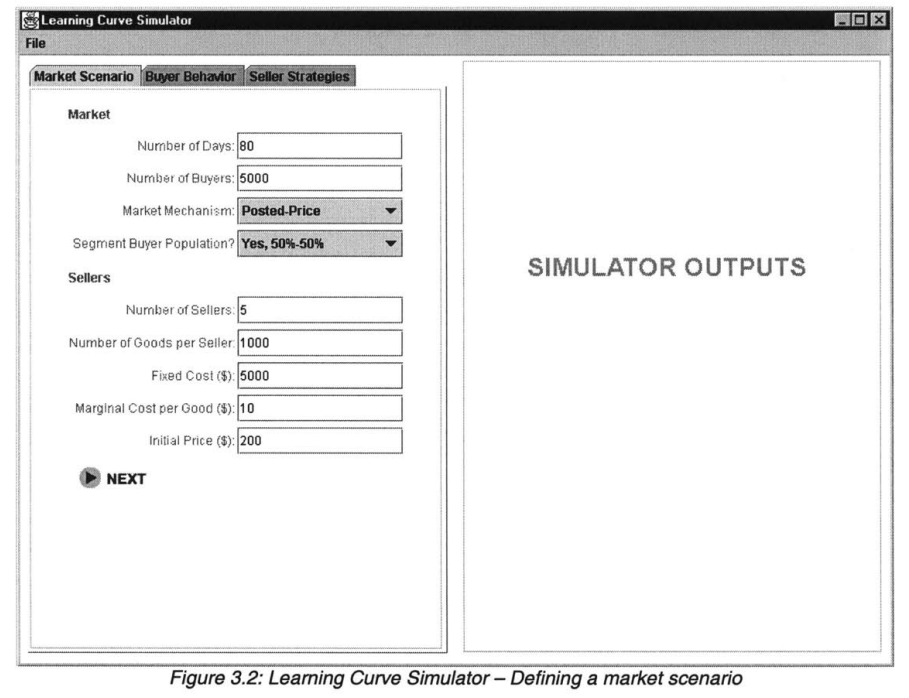 Learning Curve Simulator
File
Market Scenario Buyer Behavior Seller Strategies
Market
Number of Days: 80
Number of Buyers: 5000
Market Mechanism: Posted-Price
Segment Buyer Population? Yes, 50%-50%
Sellers
Number of Sellers: 5
Number of Goods per Seller: 1000
Fixed Cost ($): 5000
Marginal Cost per Good ($): 10
Initial Price ($): 200
NEXT
SIMULATOR OUTPUTS
Figure 3.2: Learning Curve Simulator – Defining a market scenario